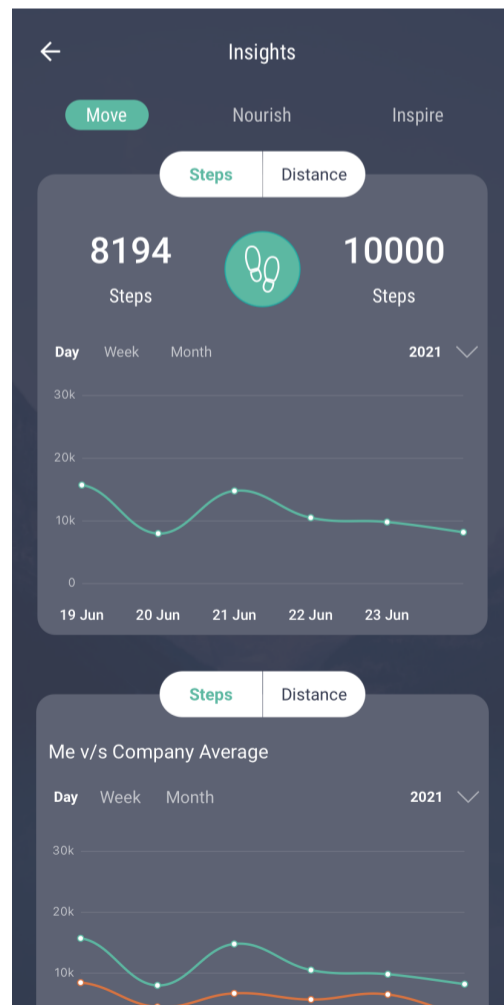 Insights
Move Nourish Inspire
Steps Distance
8194 10000
Steps Steps
Day Week Month 2021
30k
20k
10k
0
19 Jun 20 Jun 21 Jun 22 Jun 23 Jun
Steps Distance
Me v/s Company Average
Day Week Month 2021
30k
20k
10k